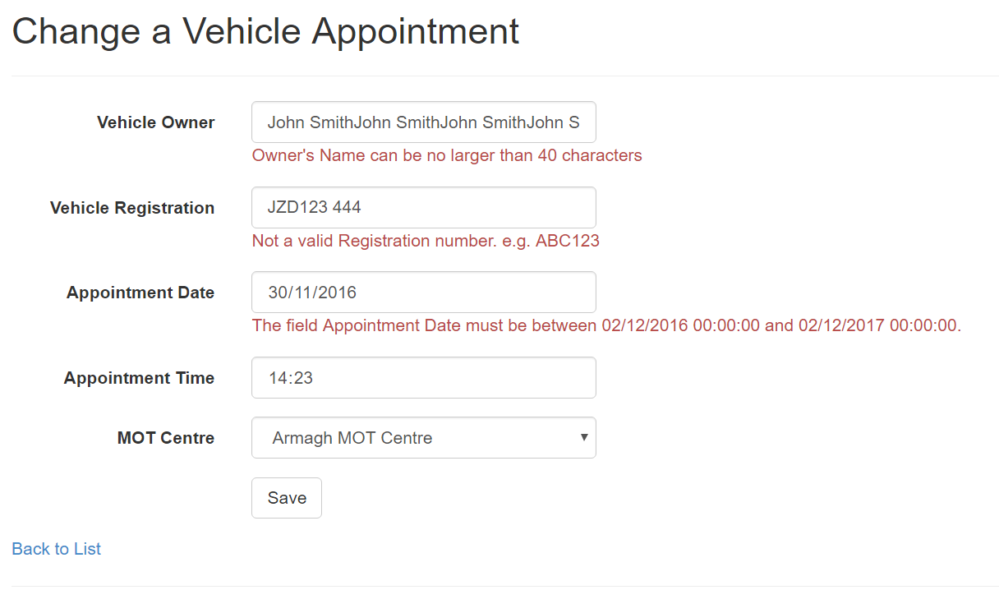 Change a Vehicle Appointment
Vehicle Owner John SmithJohn SmithJohn SmithJohn S
Owner's Name can be no larger than 40 characters
Vehicle Registration JZD123 444
Not a valid Registration number. e.g. ABC123
Appointment Date 30/11/2016
The field Appointment Date must be between 02/12/2016 00:00:00 and 02/12/2017 00:00:00.
Appointment Time 14:23
MOT Centre Armagh MOT Centre
Save
Back to List